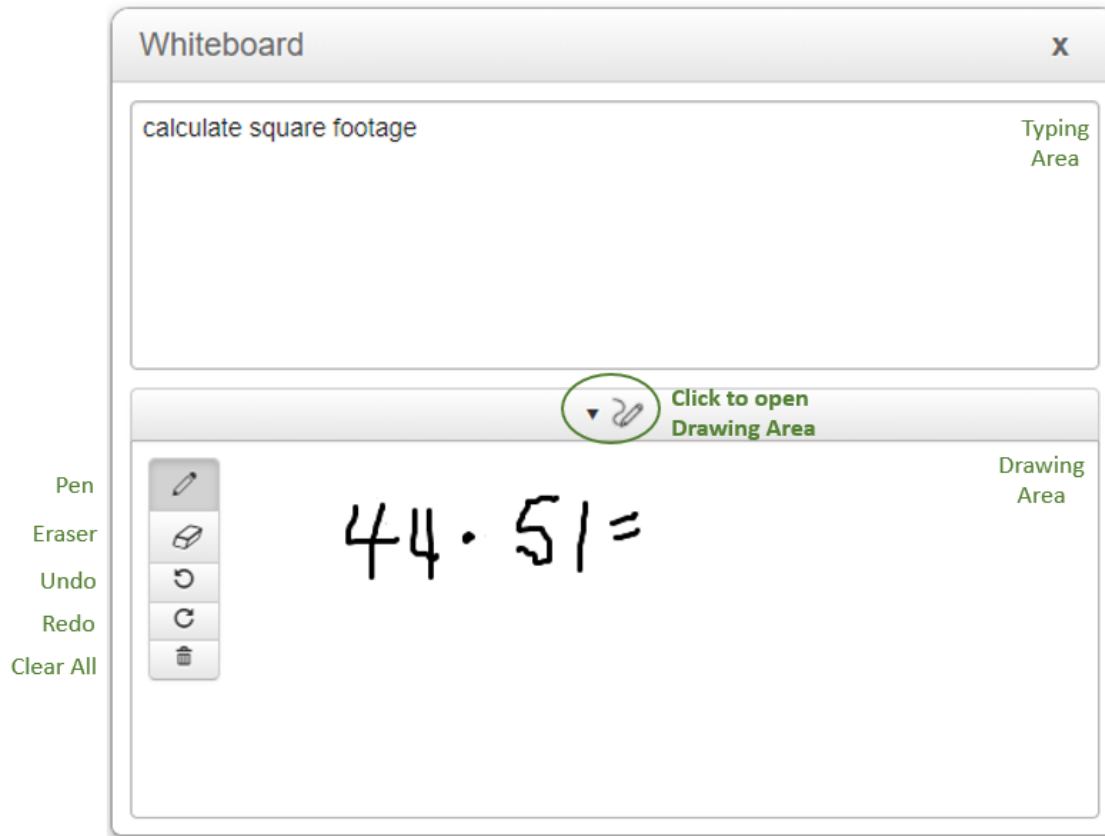 Whiteboard x
calculate square footage
Typing
Area
Click to open
Drawing Area
Drawing
Area
Pen
Eraser
Undo
Redo
Clear All
44 · 51 =